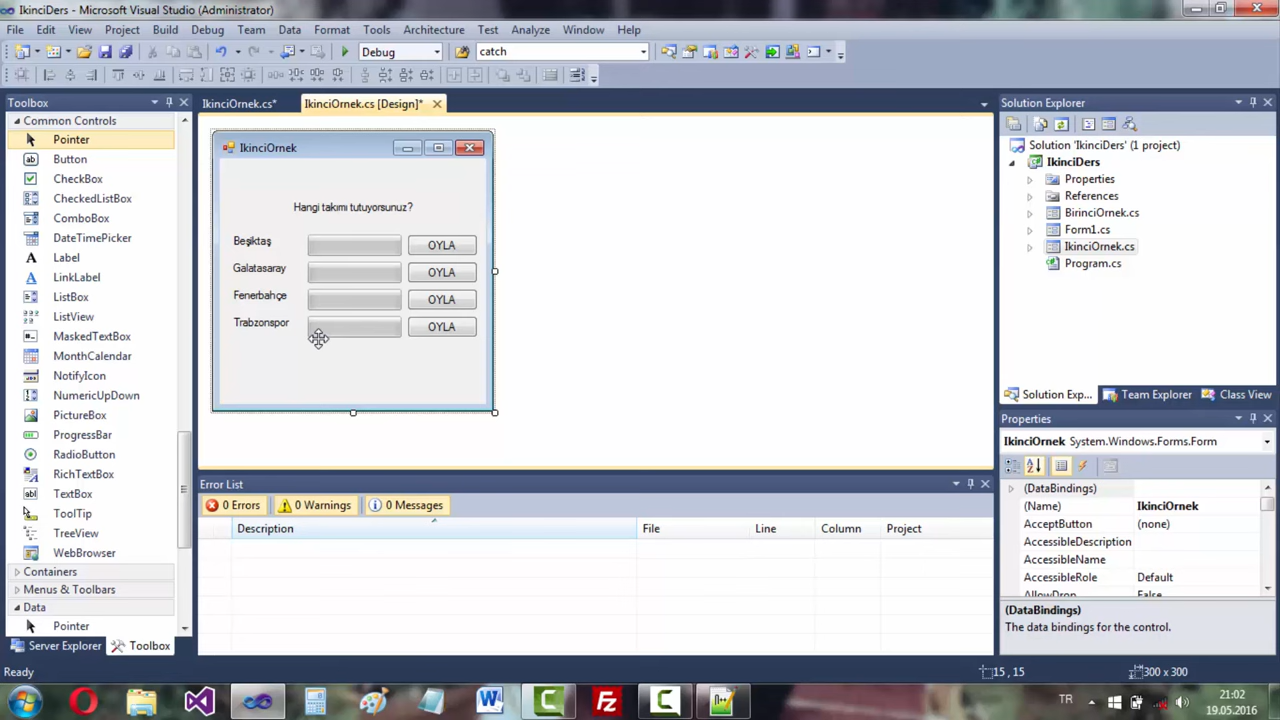 IkinciDers - Microsoft Visual Studio (Administrator)
File Edit View Project Build Debug Team Data Format Tools Architecture Test Analyze Window Help
Debug catch
Toolbox
Common Controls
Pointer
Button
CheckBox
CheckedListBox
ComboBox
DateTimePicker
Label
LinkLabel
ListBox
ListView
MaskedTextBox
MonthCalendar
NotifyIcon
NumericUpDown
PictureBox
ProgressBar
RadioButton
RichTextBox
TextBox
ToolTip
TreeView
WebBrowser
Containers
Menus & Toolbars
Data
Pointer
Server Explorer Toolbox
IkinciOrnek.cs* IkinciOrnek.cs [Design]*
IkinciOrnek
Hangi takımı tutuyorsunuz?
Beşiktaş OYLA
Galatasaray OYLA
Fenerbahçe OYLA
Trabzonspor OYLA
Error List
0 Errors 0 Warnings 0 Messages
Description File Line Column Project
Solution Explorer
Solution 'IkinciDers' (1 project)
IkinciDers
Properties
References
BirinciOrnek.cs
Form1.cs
IkinciOrnek.cs
Program.cs
Solution Exp... Team Explorer Class View
Properties
IkinciOrnek System.Windows.Forms.Form
(DataBindings)
(Name) IkinciOrnek
AcceptButton (none)
AccessibleDescription
AccessibleName
AccessibleRole Default
AllowDrop False
(DataBindings)
The data bindings for the control.
Ready 15 , 15 300 x 300
TR 21:02
19.05.2016